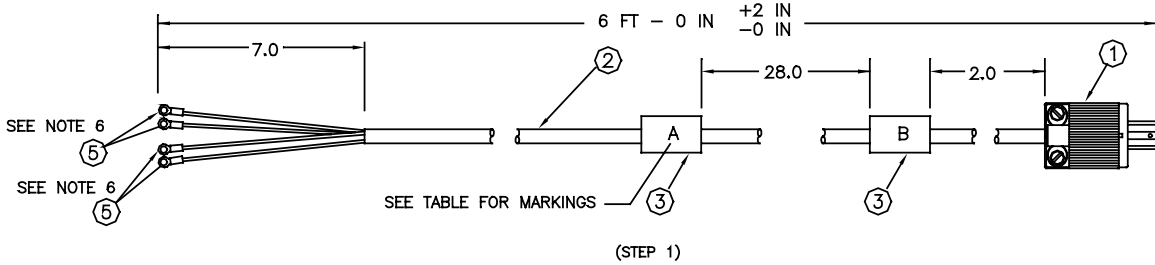 6 FT - 0 IN +2 IN
-0 IN
7.0
2
28.0
2.0
1
SEE NOTE 6
5
A
B
SEE NOTE 6
5
SEE TABLE FOR MARKINGS
3
3
(STEP 1)